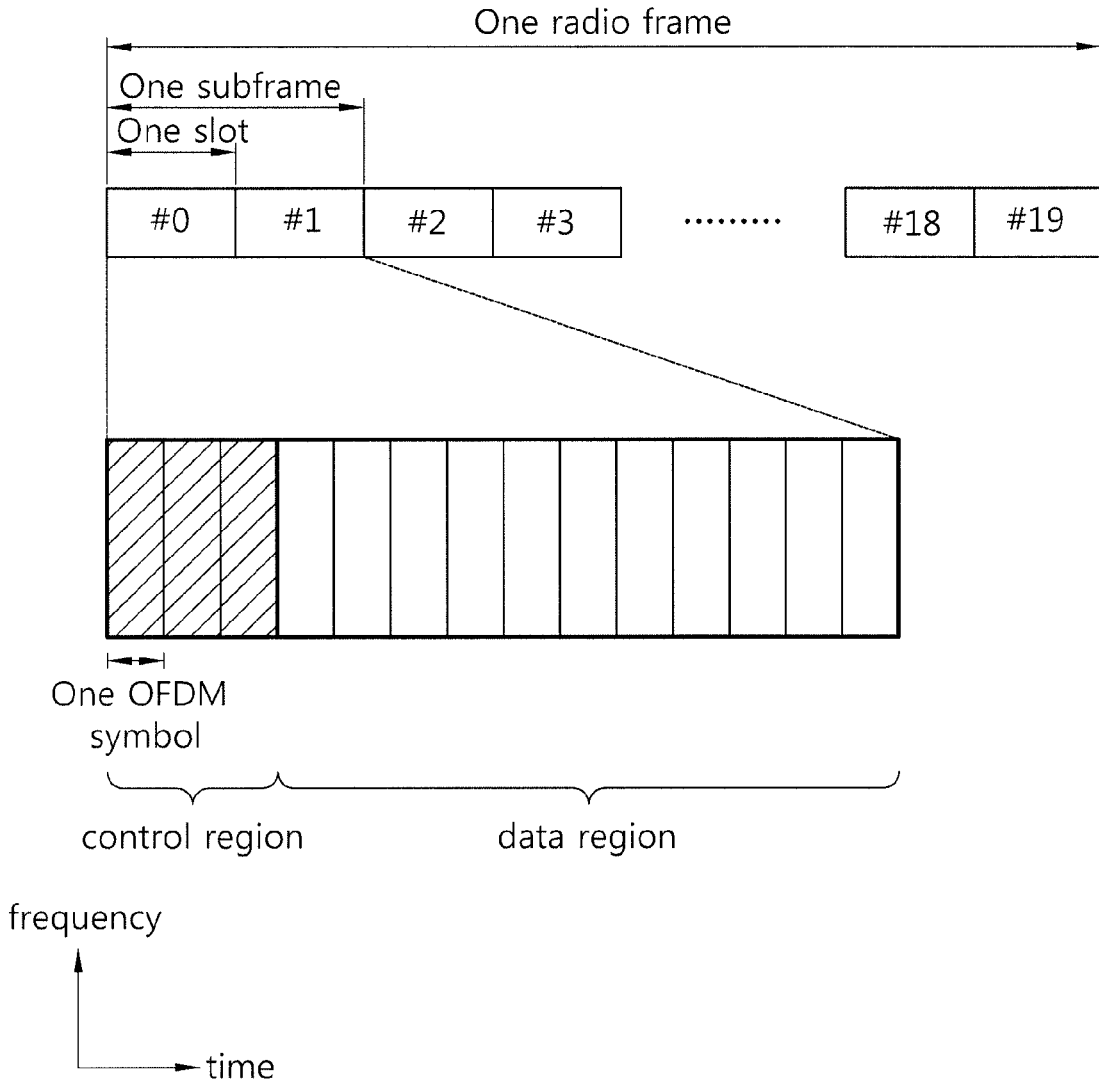 One radio frame
One subframe
One slot
#0 #1 #2 #3 ········· #18 #19
One OFDM
symbol
control region
data region
frequency
time